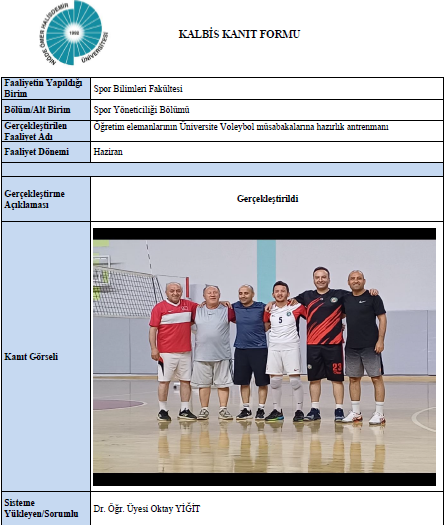 NİĞDE ÖMER HALİSDEMİR ÜNİVERSİTESİ
1992
KALBİS KANIT FORMU
Faaliyetin Yapıldığı
Birim
Spor Bilimleri Fakültesi
Bölüm/Alt Birim
Spor Yöneticiliği Bölümü
Gerçekleştirilen
Faaliyet Adı
Öğretim elemanlarının Üniversite Voleybol müsabakalarına hazırlık antrenmanı
Faaliyet Dönemi
Haziran
Gerçekleştirme
Açıklaması
Gerçekleştirildi
Kanıt Görseli
5
23
Sisteme
Yükleyen/Sorumlu
Dr. Öğr. Üyesi Oktay YİĞİT